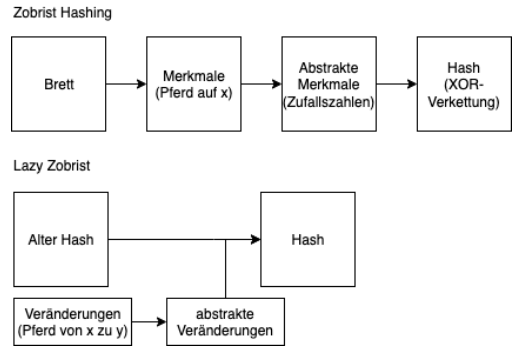 Zobrist Hashing
Brett
Merkmale
(Pferd auf x)
Abstrakte
Merkmale
(Zufallszahlen)
Hash
(XOR-
Verkettung)
Lazy Zobrist
Alter Hash
Hash
Veränderungen
(Pferd von x zu y)
abstrakte
Veränderungen